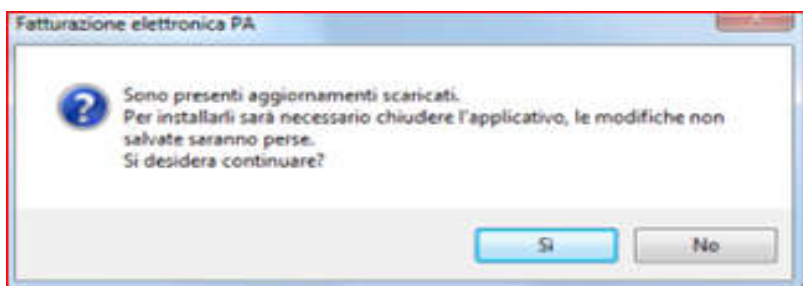 Fatturazione elettronica PA
Sono presenti aggiornamenti scaricati.
Per installarli sarà necessario chiudere l'applicativo, le modifiche non
salvate saranno perse.
Si desidera continuare?
Sì
No